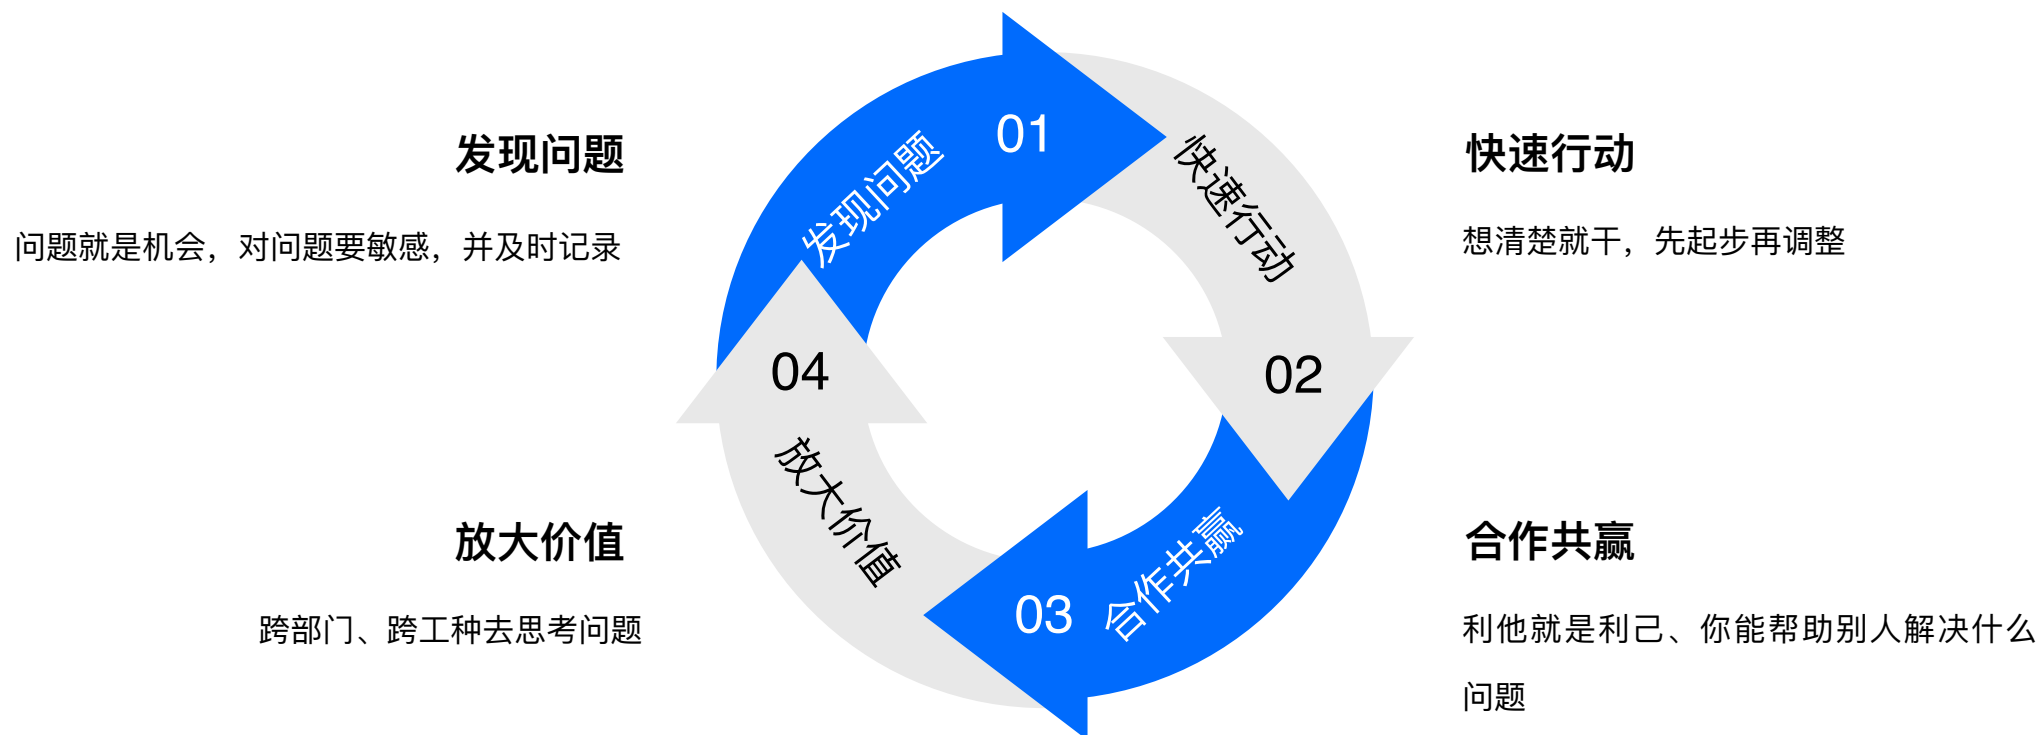 发现问题
问题就是机会，对问题要敏感，并及时记录
发现问题
01
快速行动
快速行动
想清楚就干，先起步再调整
04
02
放大价值
放大价值
跨部门、跨工种去思考问题
03
合作共赢
合作共赢
利他就是利己、你能帮助别人解决什么
问题